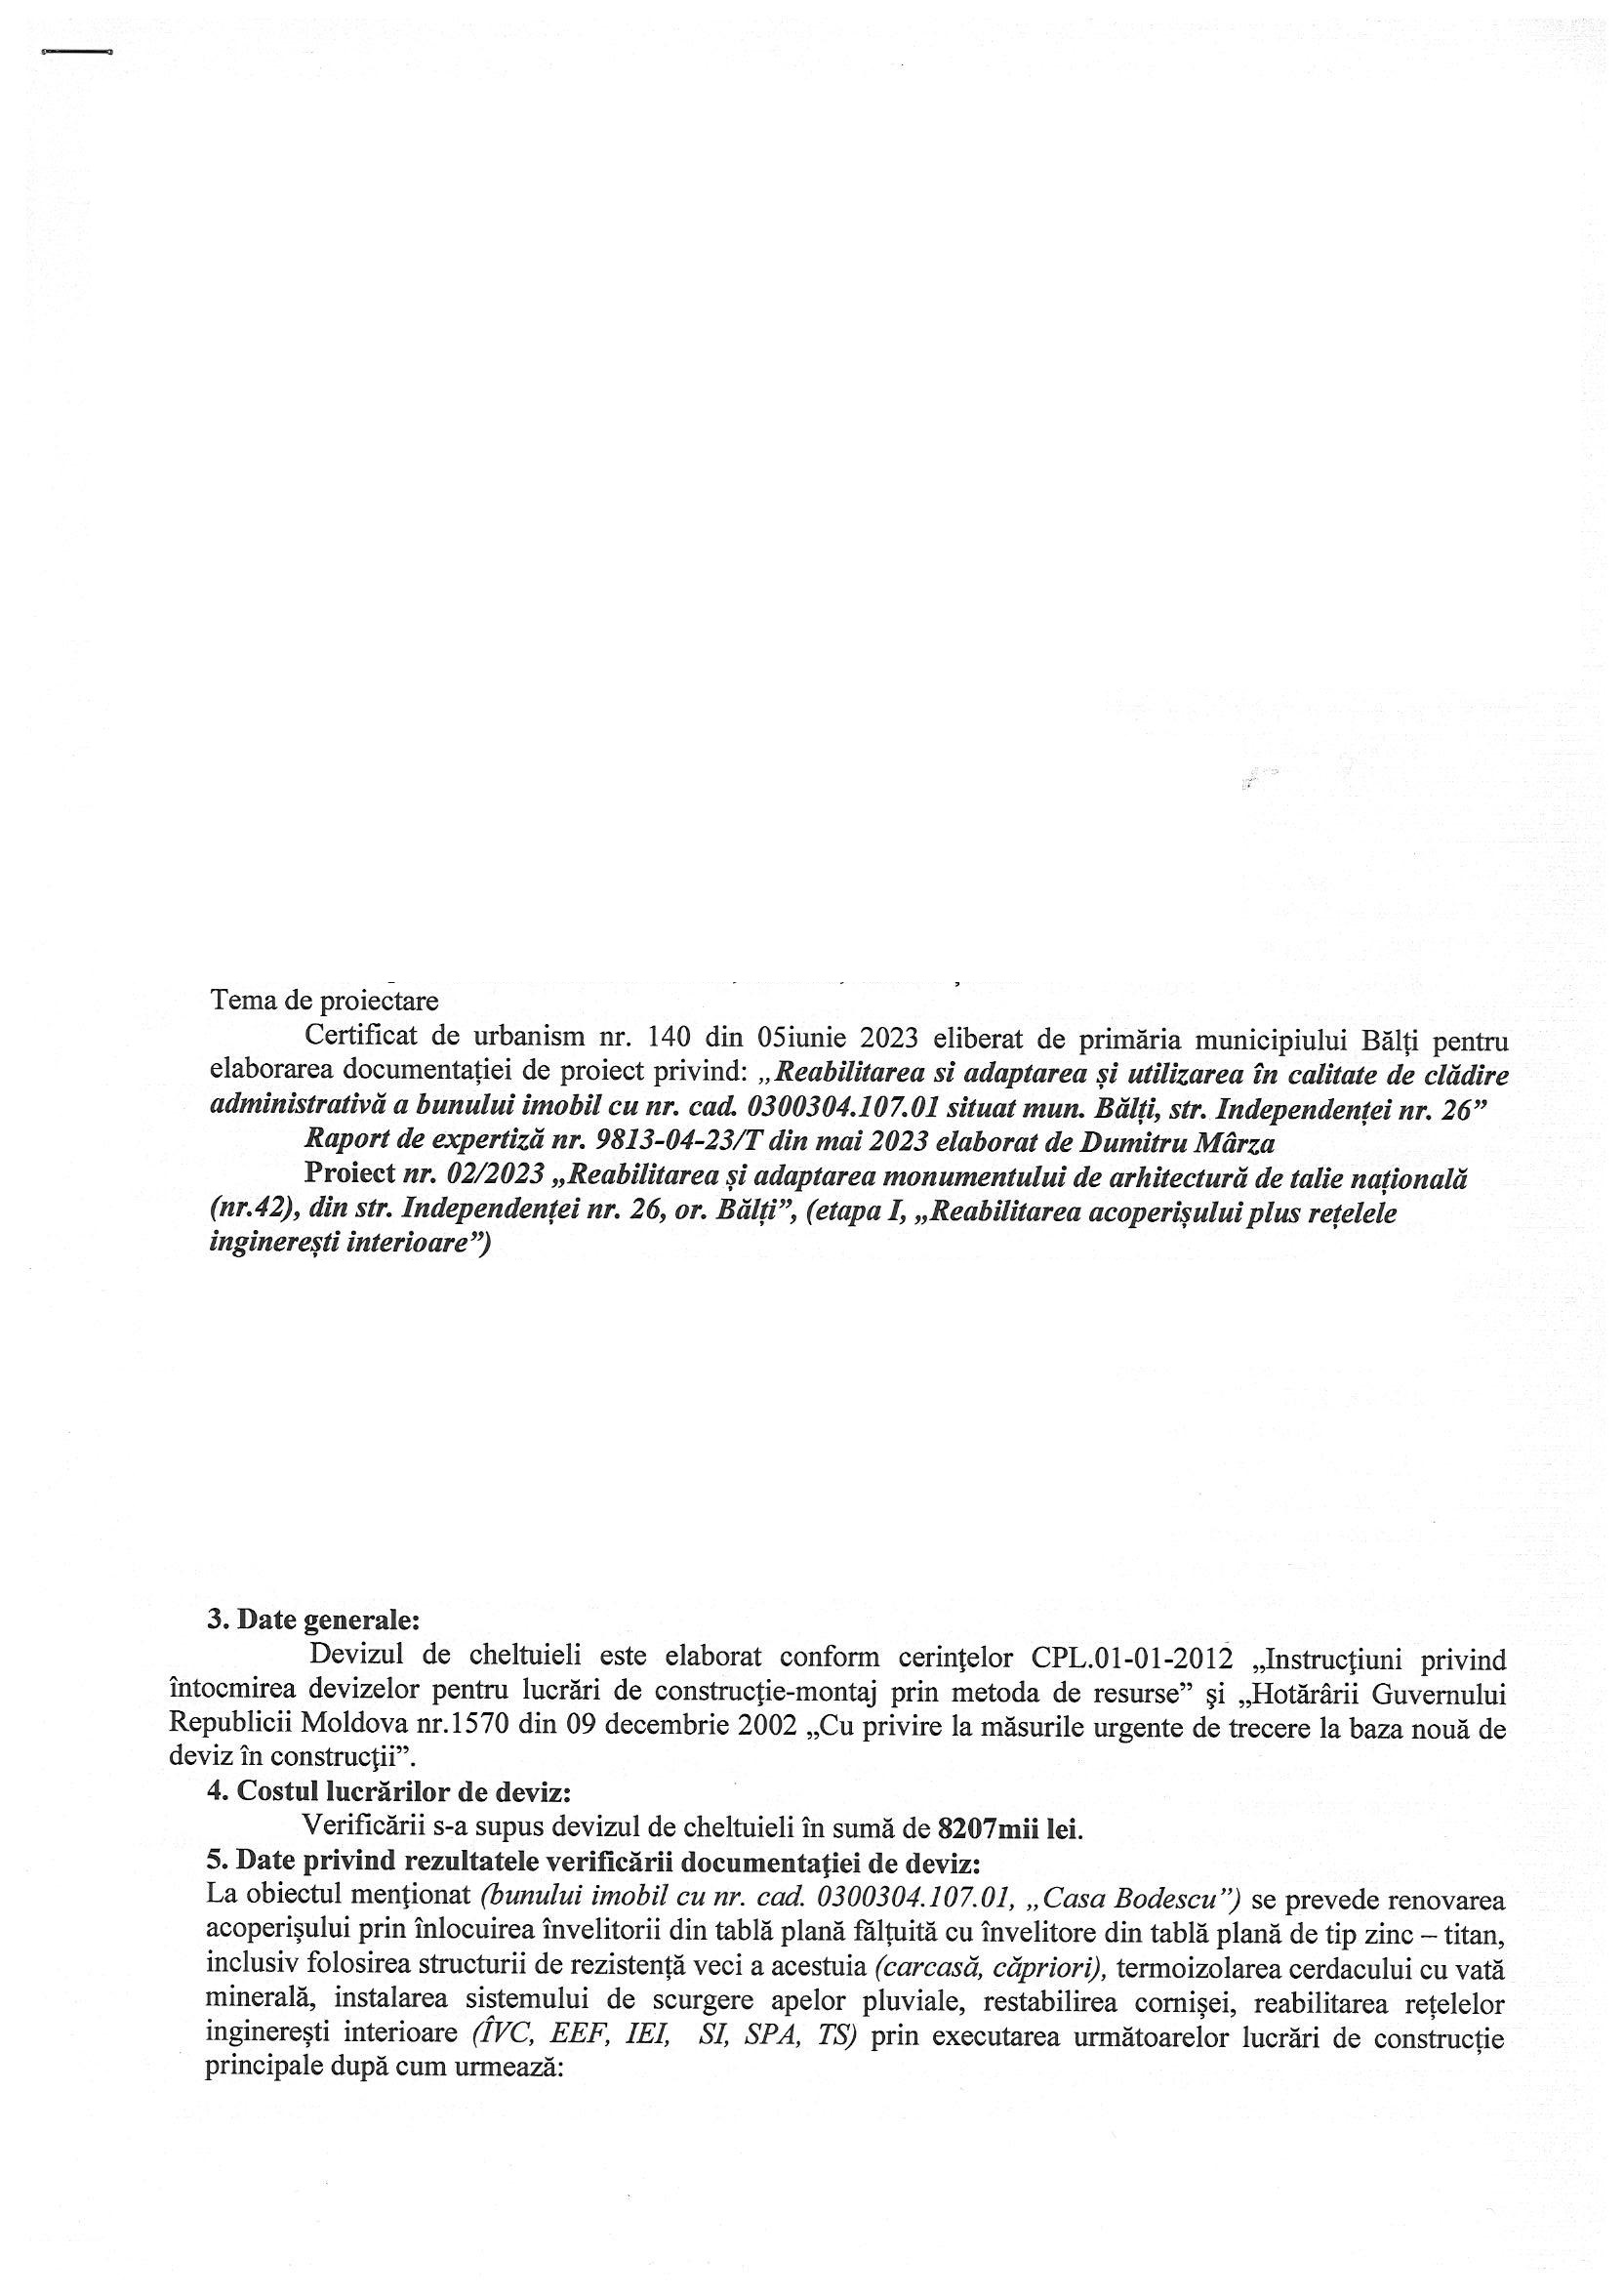 Tema de proiectare
Certificat de urbanism nr. 140 din 05iunie 2023 eliberat de primăria municipiului Bălți pentru
elaborarea documentației de proiect privind: „Reabilitarea si adaptarea și utilizarea în calitate de clădire
administrativă a bunului imobil cu nr. cad. 0300304.107.01 situat mun. Bălți, str. Independenței nr. 26”
Raport de expertiză nr. 9813-04-23/T din mai 2023 elaborat de Dumitru Mârza
Proiect nr. 02/2023 „Reabilitarea și adaptarea monumentului de arhitectură de talie națională
(nr.42), din str. Independenței nr. 26, or. Bălți”, (etapa I, „Reabilitarea acoperișului plus rețelele
inginerești interioare”)
3. Date generale:
Devizul de cheltuieli este elaborat conform cerinţelor CPL.01-01-2012 „Instrucţiuni privind
întocmirea devizelor pentru lucrări de construcţie-montaj prin metoda de resurse” şi „Hotărârii Guvernului
Republicii Moldova nr.1570 din 09 decembrie 2002 „Cu privire la măsurile urgente de trecere la baza nouă de
deviz în construcţii”.
4. Costul lucrărilor de deviz:
Verificării s-a supus devizul de cheltuieli în sumă de 8207mii lei.
5. Date privind rezultatele verificării documentaţiei de deviz:
La obiectul menţionat (bunului imobil cu nr. cad. 0300304.107.01, „Casa Bodescu”) se prevede renovarea
acoperișului prin înlocuirea învelitorii din tablă plană fălțuită cu învelitore din tablă plană de tip zinc – titan,
inclusiv folosirea structurii de rezistență veci a acestuia (carcasă, căpriori), termoizolarea cerdacului cu vată
minerală, instalarea sistemului de scurgere apelor pluviale, restabilirea cornișei, reabilitarea rețelelor
inginerești interioare (ÎVC, EEF, IEI, SI, SPA, TS) prin executarea următoarelor lucrări de construcție
principale după cum urmează: